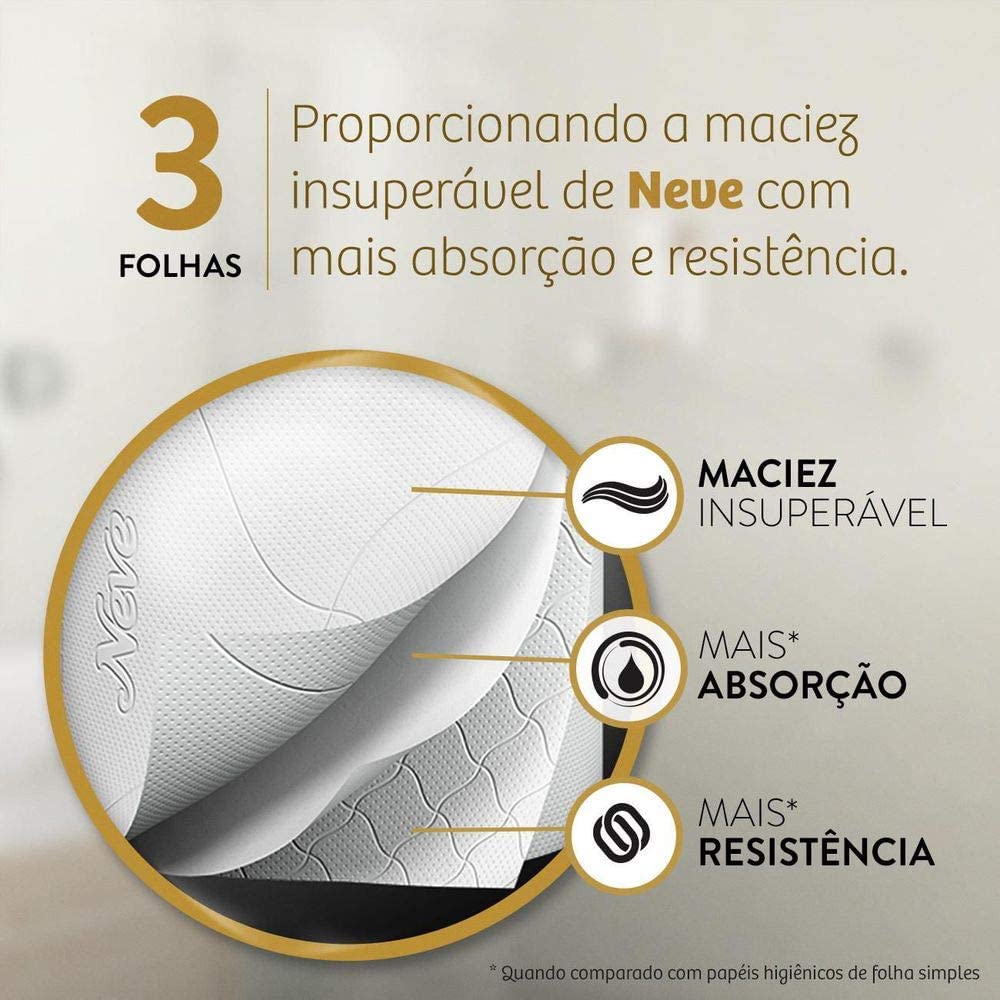 3
FOLHAS
Proporcionando a maciez
insuperável de Neve com
mais absorção e resistência.
Neve
MACIEZ
INSUPERÁVEL
MAIS*
ABSORÇÃO
MAIS*
RESISTÊNCIA
* Quando comparado com papéis higiênicos de folha simples